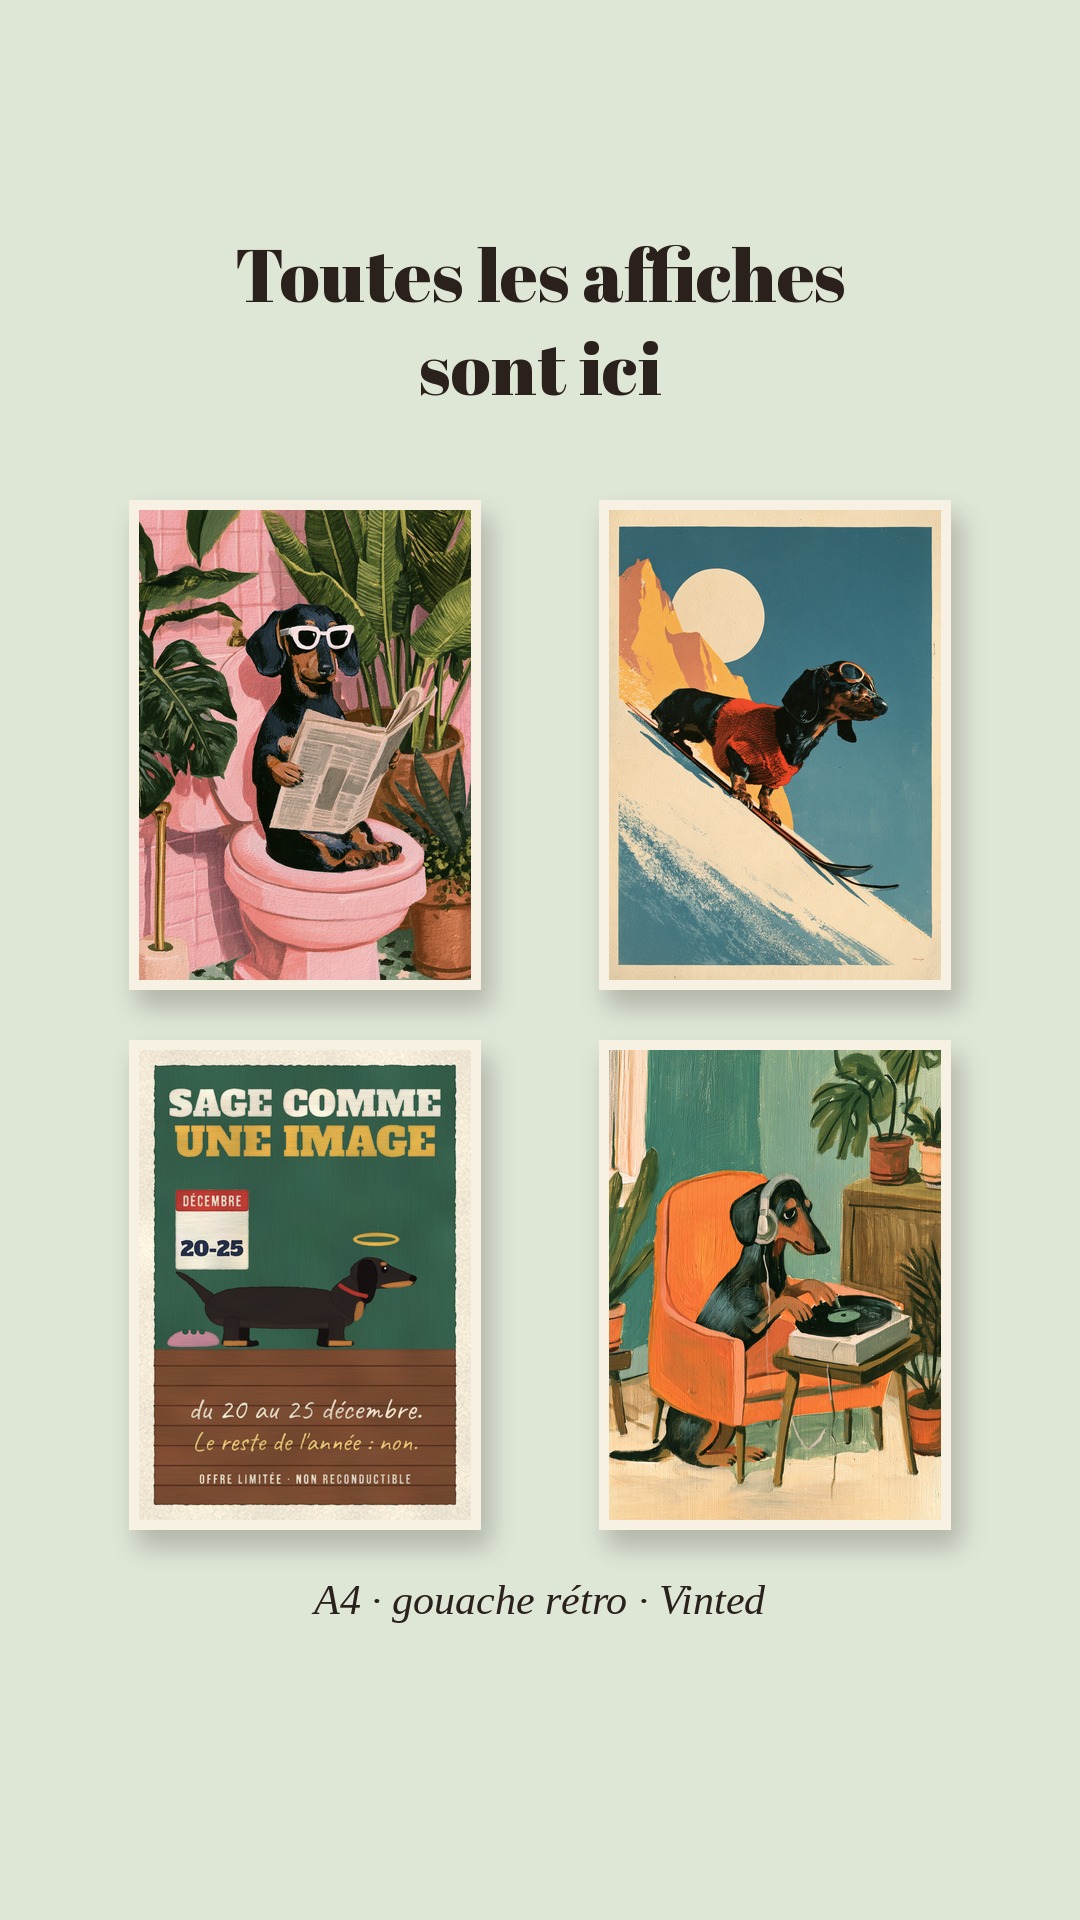 Toutes les affiches
sont ici
SAGE COMME
UNE IMAGE
DÉCEMBRE
20-25
du 20 au 25 décembre.
Le reste de l'année : non.
OFFRE LIMITÉE · NON RECONDUCTIBLE
A4 · gouache rétro · Vinted